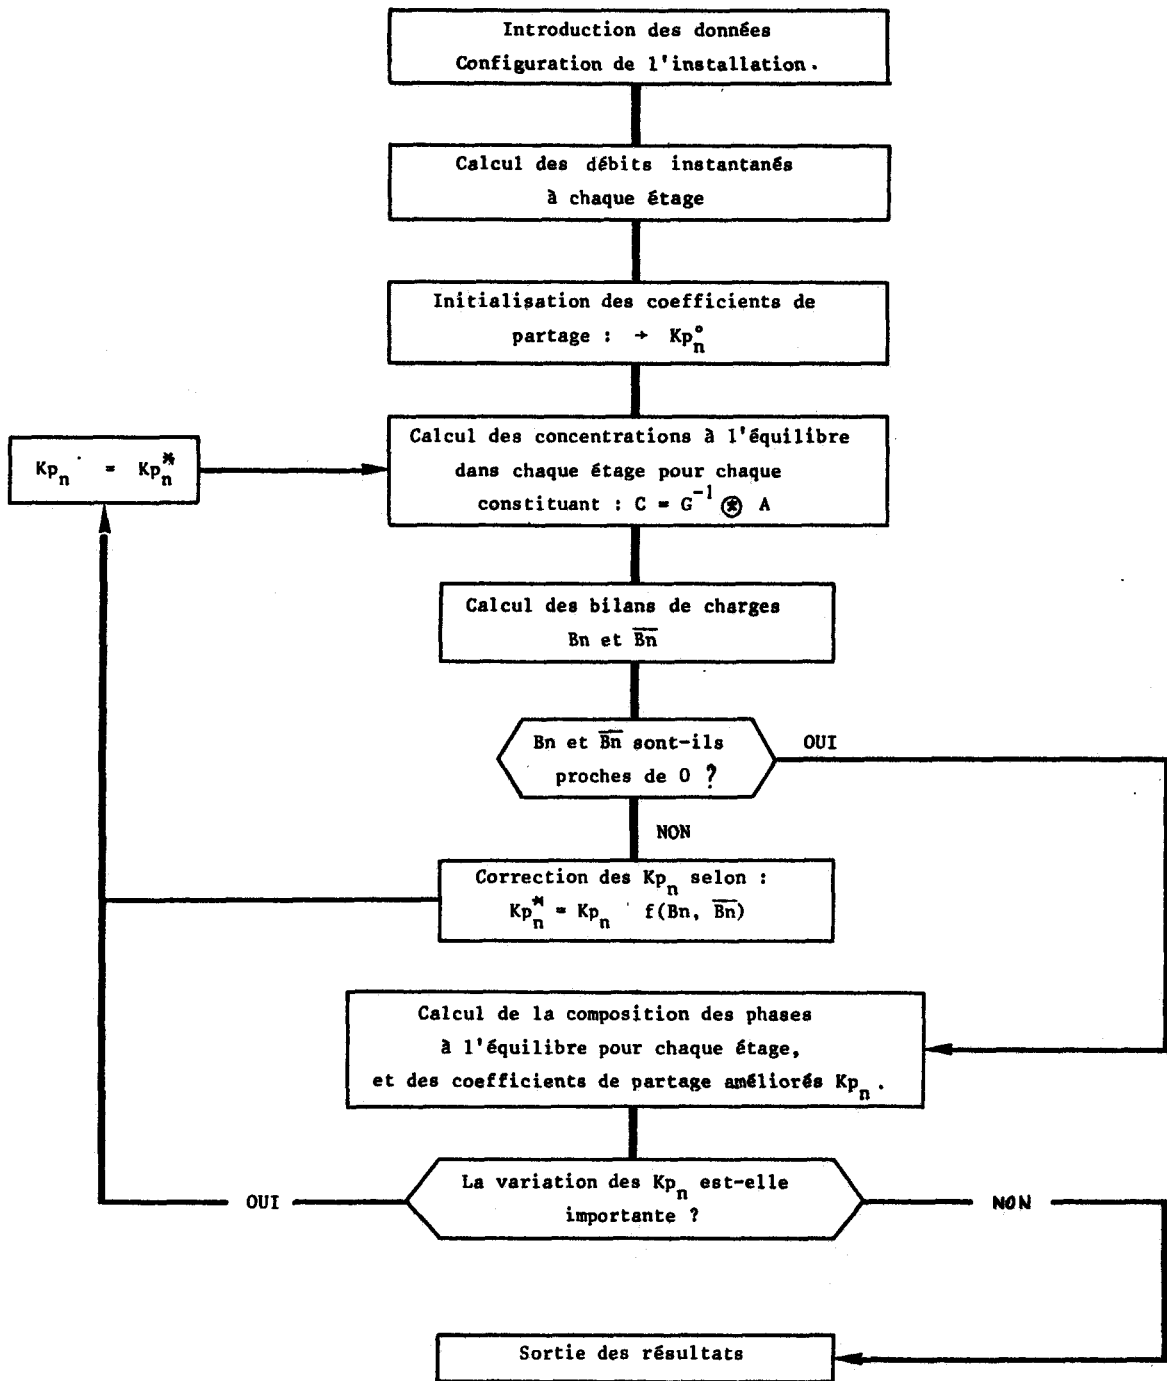 Introduction des données
Configuration de l'installation.
Calcul des débits instantanés
à chaque étage
Initialisation des coefficients de
partage : → Kp°n
Kpn = Kp*n
Calcul des concentrations à l'équilibre
dans chaque étage pour chaque
constituant : C = G⁻¹ ⊛ A
Calcul des bilans de charges
Bn et B̅n̅
Bn et B̅n̅ sont-ils
proches de 0 ?
OUI
NON
Correction des Kpn selon :
Kp*n = Kpn f(Bn, B̅n̅)
Calcul de la composition des phases
à l'équilibre pour chaque étage,
et des coefficients de partage améliorés Kpn.
La variation des Kpn est-elle
importante ?
OUI
NON
Sortie des résultats